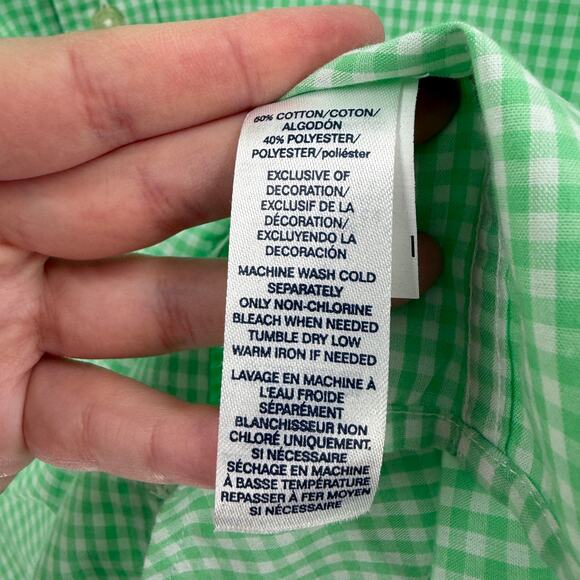 60% COTTON/COTON/
ALGODÓN
40% POLYESTER/
POLYESTER/poliéster
EXCLUSIVE OF
DECORATION/
EXCLUSIF DE LA
DÉCORATION/
EXCLUYENDO LA
DECORACIÓN
MACHINE WASH COLD
SEPARATELY
ONLY NON-CHLORINE
BLEACH WHEN NEEDED
TUMBLE DRY LOW
WARM IRON IF NEEDED
LAVAGE EN MACHINE À
L'EAU FROIDE
SÉPARÉMENT
BLANCHISSEUR NON
CHLORÉ UNIQUEMENT,
SI NÉCESSAIRE
SÉCHAGE EN MACHINE
À BASSE TEMPÉRATURE
REPASSER À FER MOYEN
SI NÉCESSAIRE